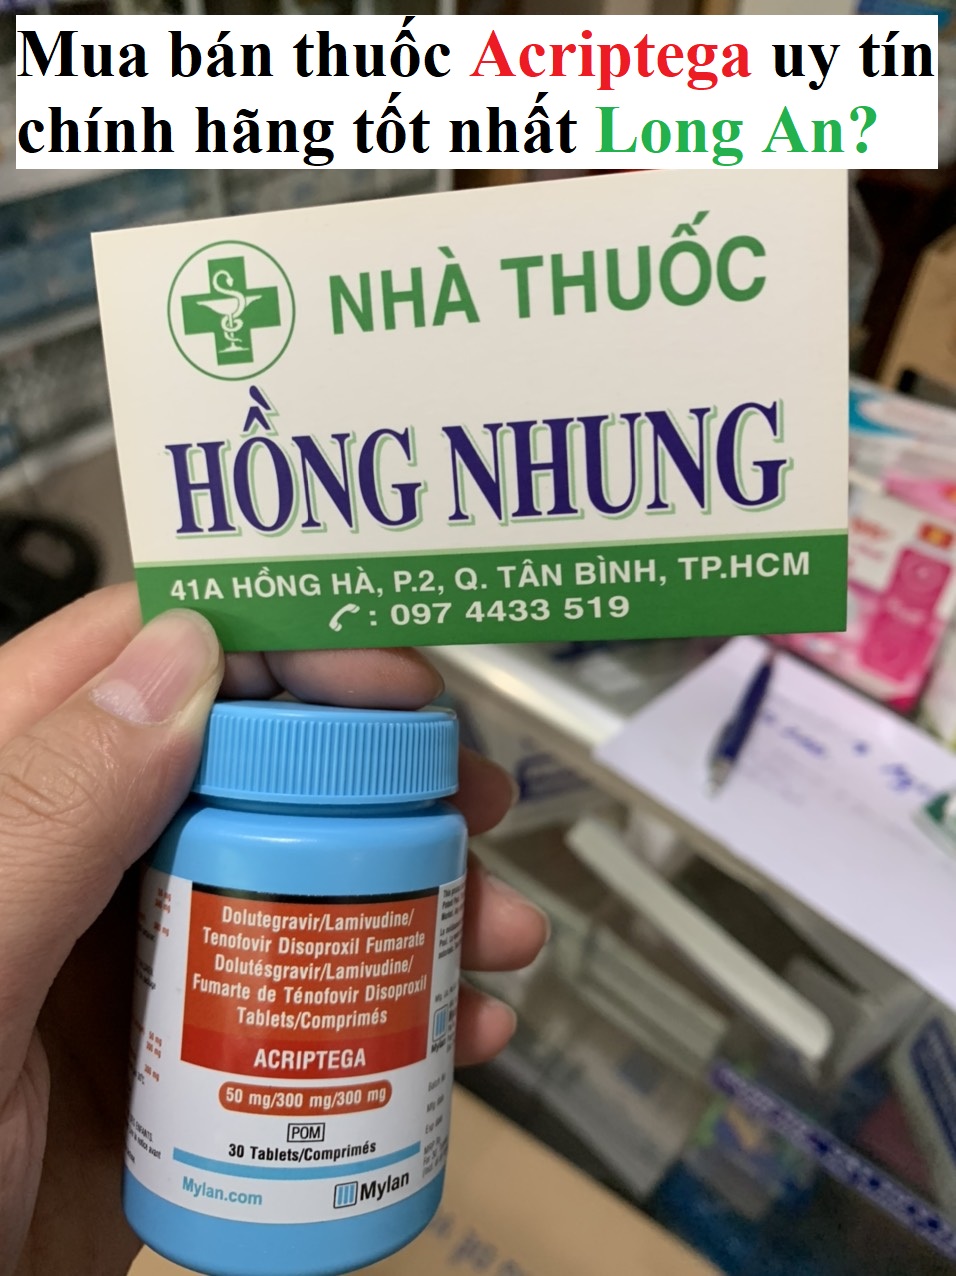 Mua bán thuốc Acriptega uy tín
chính hãng tốt nhất Long An?
NHÀ THUỐC
HỒNG NHUNG
41A HỒNG HÀ, P.2, Q. TÂN BÌNH, TP.HCM
: 097 4433 519
Dolutegravir/Lamivudine/
Tenofovir Disoproxil Fumarate
Dolutésgravir/Lamivudine/
Fumarte de Ténofovir Disoproxil
Tablets/Comprimés
ACRIPTEGA
50 mg/300 mg/300 mg
POM
30 Tablets/Comprimés
Mylan.com
Mylan